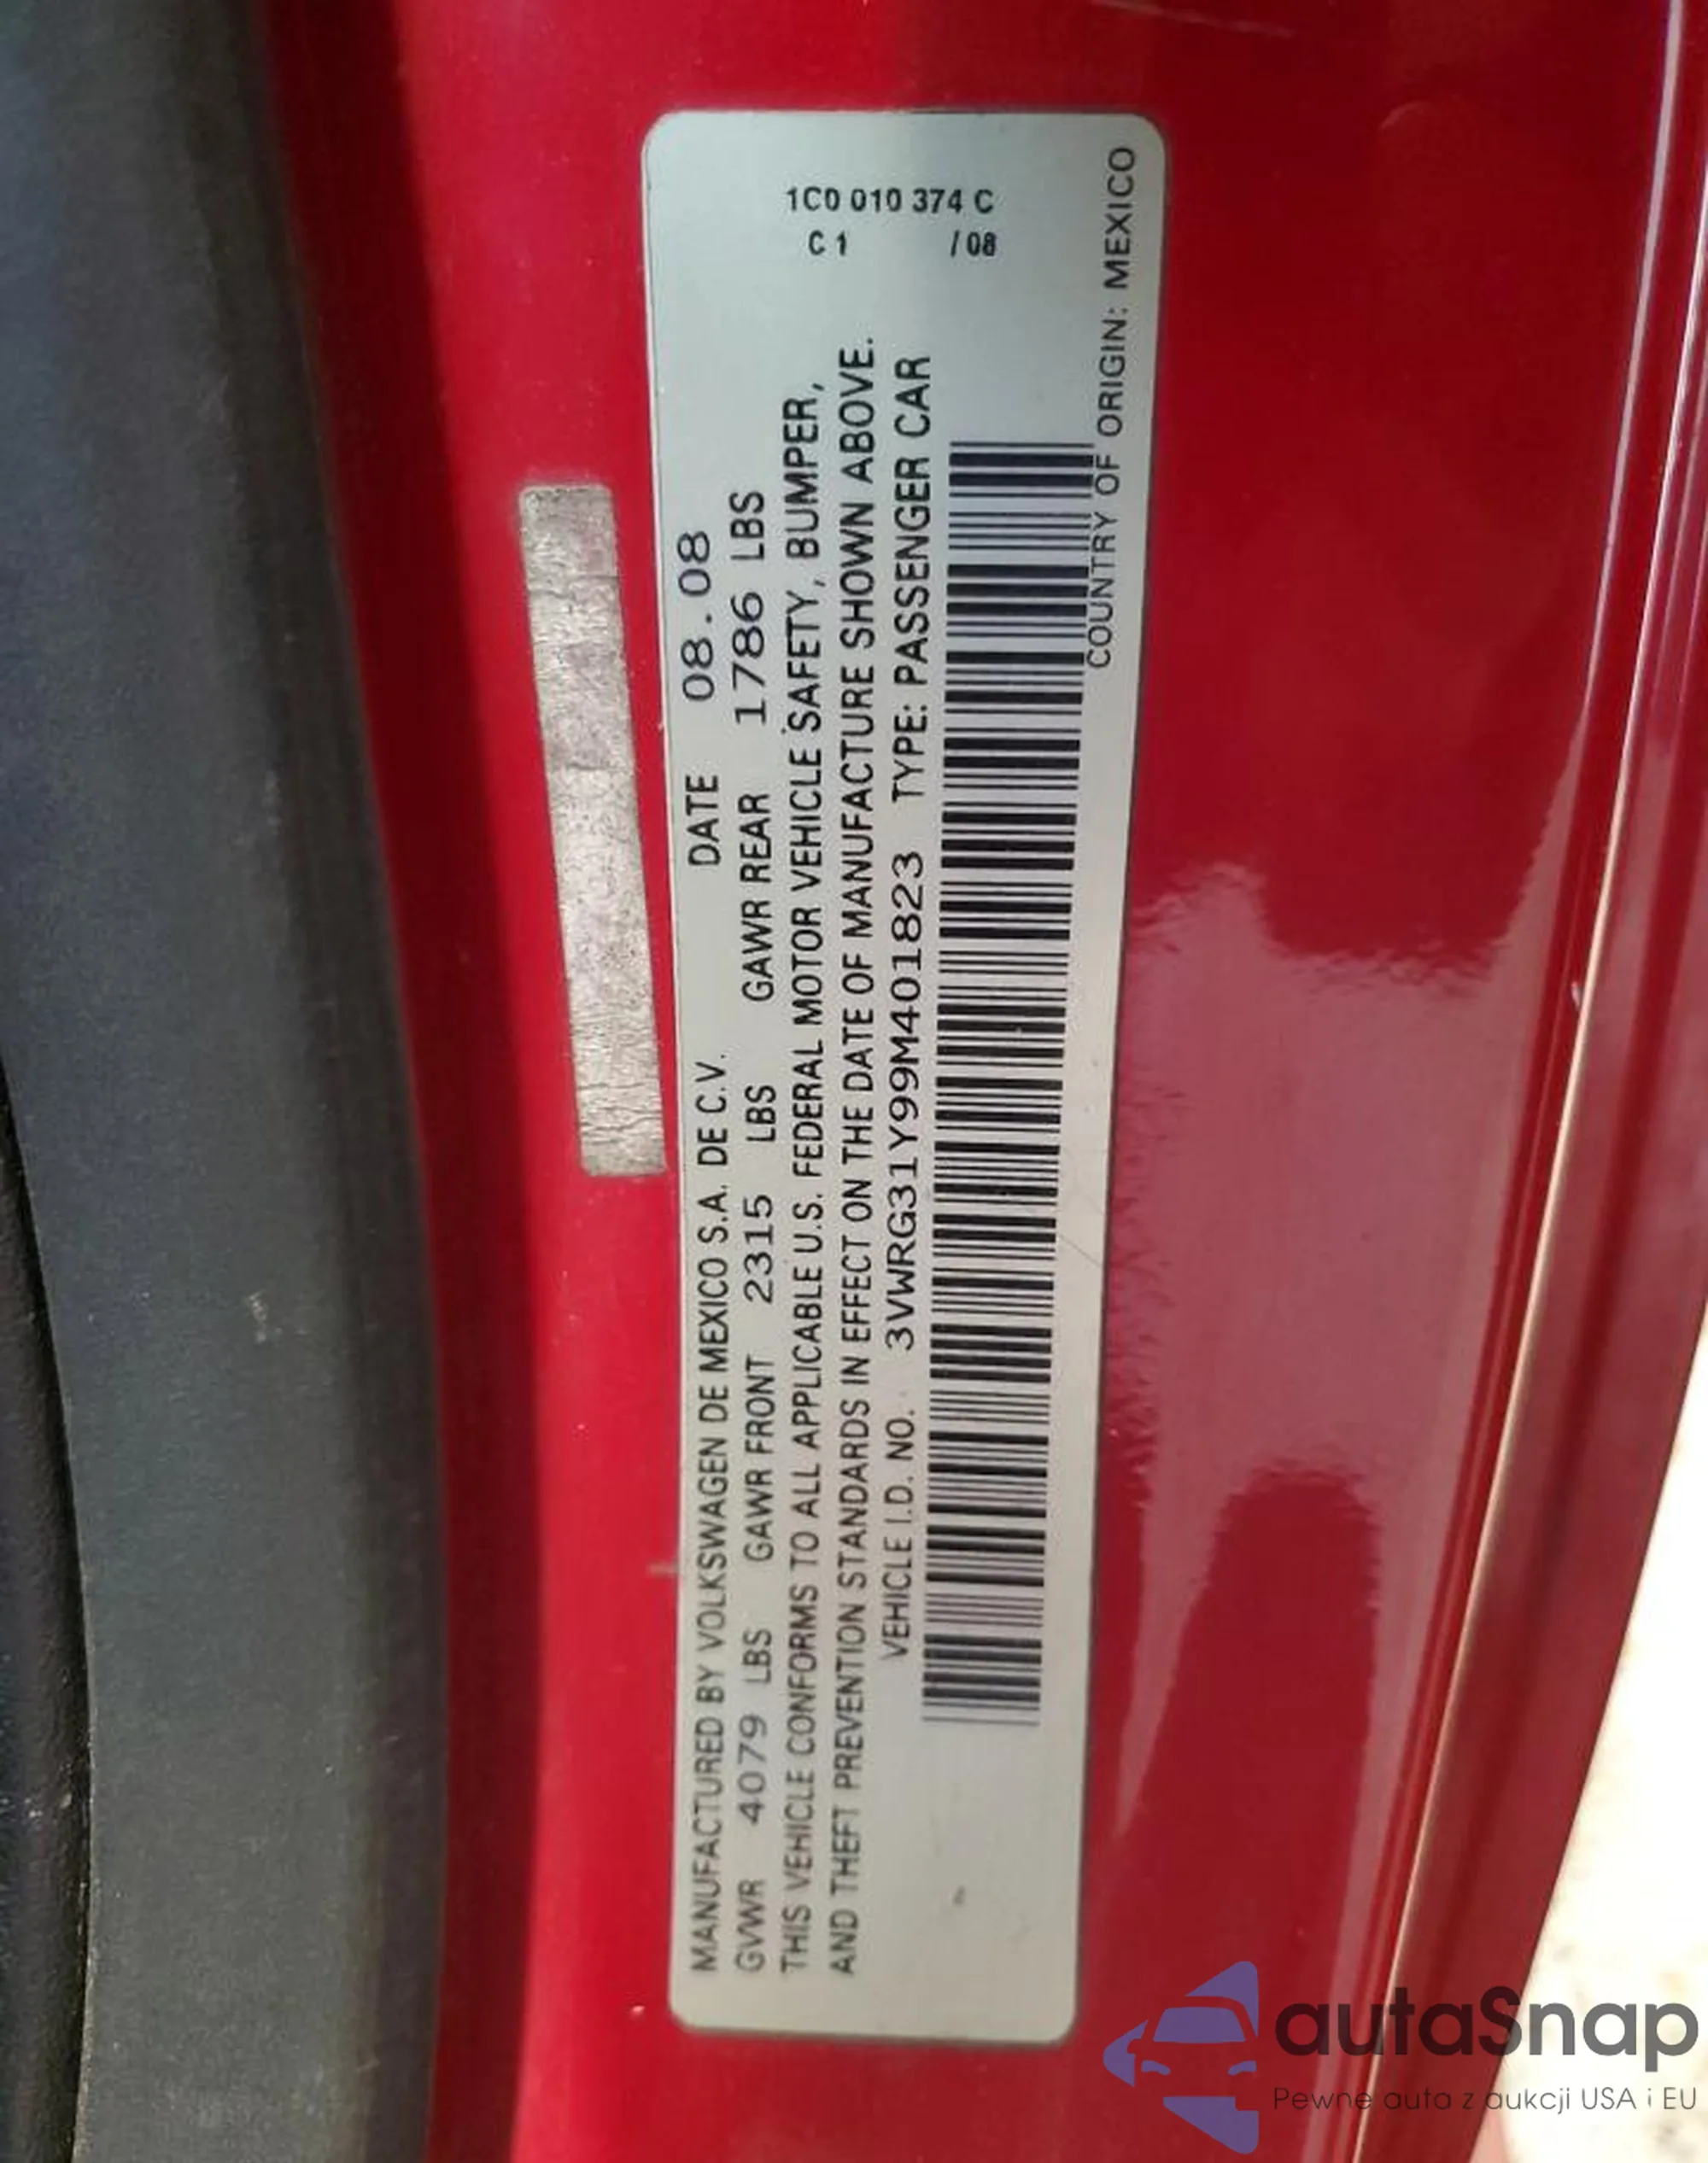 1C0 010 374 C
C 1 / 08
MANUFACTURED BY VOLKSWAGEN DE MEXICO S.A. DE C.V. DATE 08.08
GVWR 4079 LBS GAWR FRONT 2315 LBS GAWR REAR 1786 LBS
THIS VEHICLE CONFORMS TO ALL APPLICABLE U.S. FEDERAL MOTOR VEHICLE SAFETY, BUMPER,
AND THEFT PREVENTION STANDARDS IN EFFECT ON THE DATE OF MANUFACTURE SHOWN ABOVE.
VEHICLE I.D. NO. 3VWRG31Y99M401823 TYPE: PASSENGER CAR
COUNTRY OF ORIGIN: MEXICO
autaSnap
Pewne auta z aukcji USA i EU